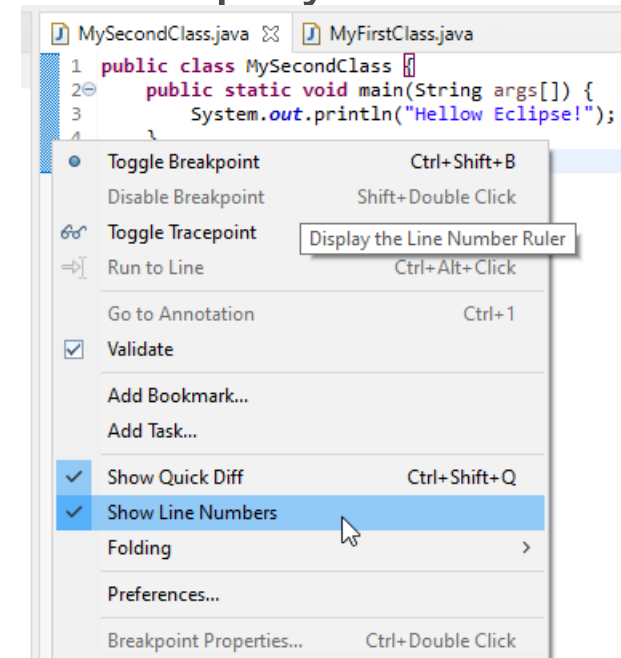 MySecondClass.java
MyFirstClass.java
1 public class MySecondClass {
2 public static void main(String args[]) {
3 System.out.println("Hellow Eclipse!");
4 }
Toggle Breakpoint Ctrl+Shift+B
Disable Breakpoint Shift+Double Click
Toggle Tracepoint
Display the Line Number Ruler
Run to Line Ctrl+Alt+Click
Go to Annotation Ctrl+1
Validate
Add Bookmark...
Add Task...
Show Quick Diff Ctrl+Shift+Q
Show Line Numbers
Folding >
Preferences...
Breakpoint Properties... Ctrl+Double Click